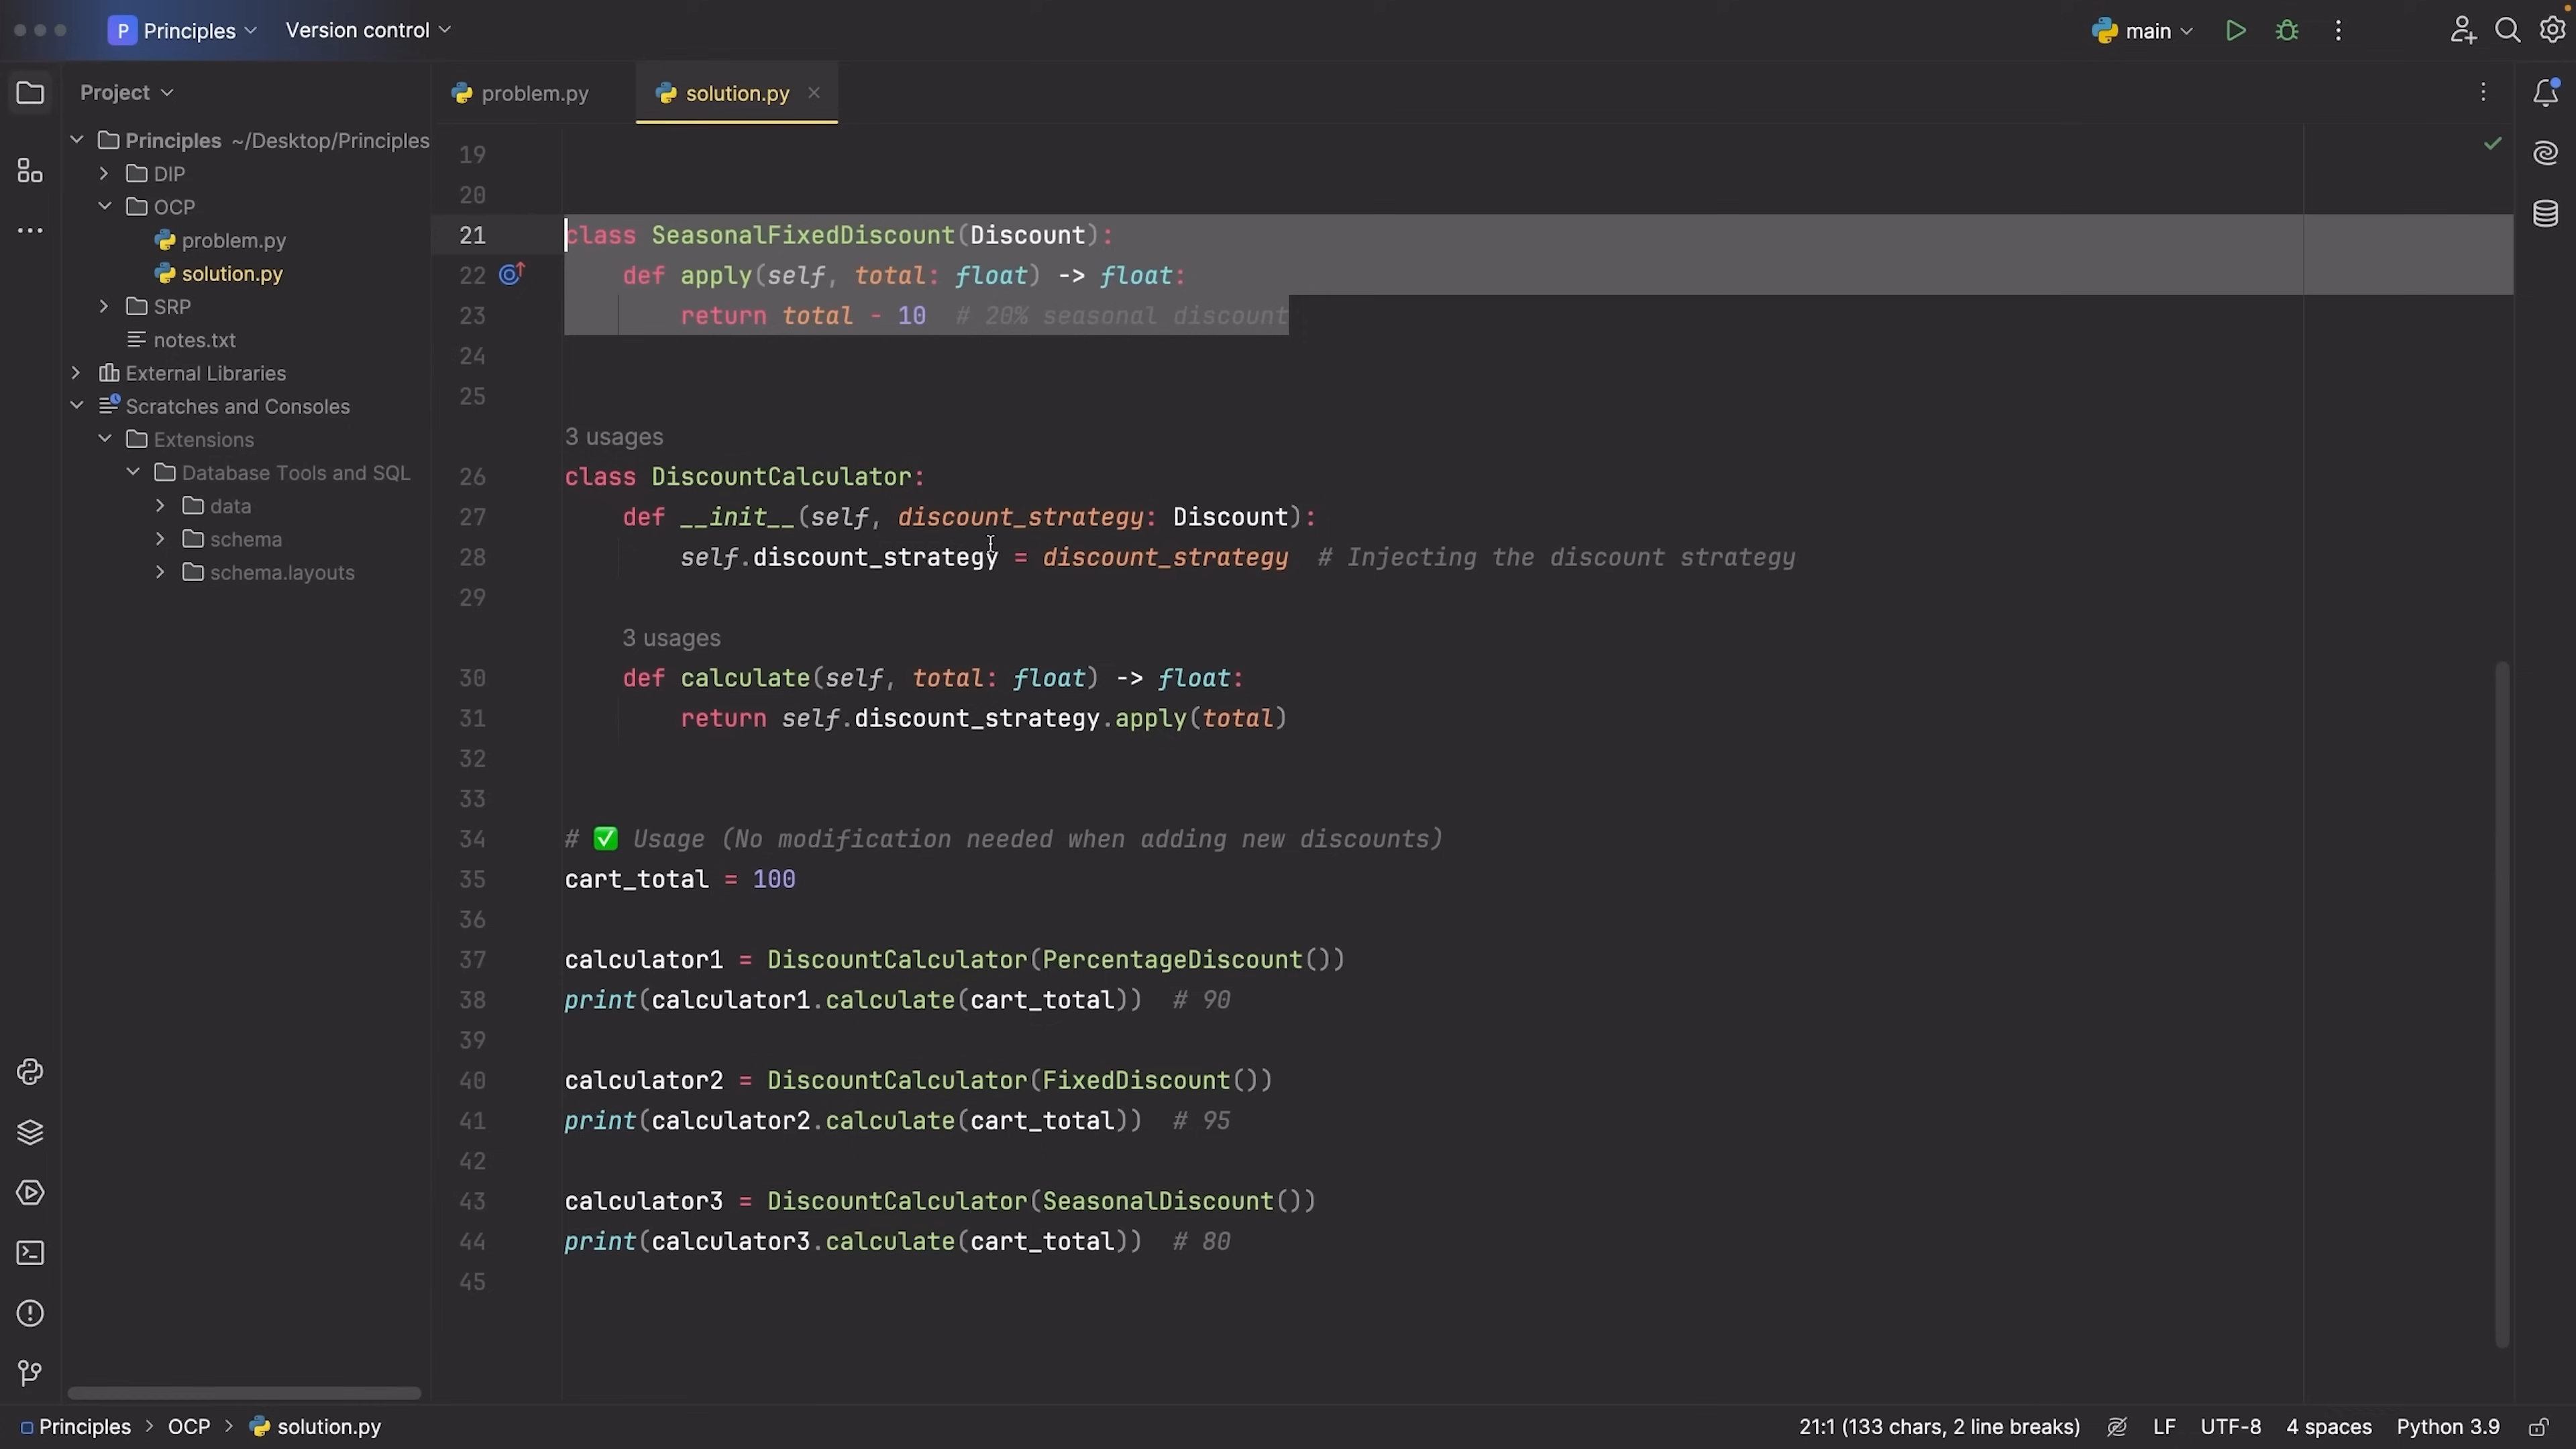 P Principles Version control main
Project problem.py solution.py
Principles ~/Desktop/Principles
DIP
OCP
problem.py
solution.py
SRP
notes.txt
External Libraries
Scratches and Consoles
Extensions
Database Tools and SQL
data
schema
schema.layouts
19
20
21 class SeasonalFixedDiscount(Discount):
22 def apply(self, total: float) -> float:
23 return total - 10 # 20% seasonal discount
24
25
3 usages
26 class DiscountCalculator:
27 def __init__(self, discount_strategy: Discount):
28 self.discount_strategy = discount_strategy # Injecting the discount strategy
29
3 usages
30 def calculate(self, total: float) -> float:
31 return self.discount_strategy.apply(total)
32
33
34 # ✅ Usage (No modification needed when adding new discounts)
35 cart_total = 100
36
37 calculator1 = DiscountCalculator(PercentageDiscount())
38 print(calculator1.calculate(cart_total)) # 90
39
40 calculator2 = DiscountCalculator(FixedDiscount())
41 print(calculator2.calculate(cart_total)) # 95
42
43 calculator3 = DiscountCalculator(SeasonalDiscount())
44 print(calculator3.calculate(cart_total)) # 80
45
Principles > OCP > solution.py 21:1 (133 chars, 2 line breaks) LF UTF-8 4 spaces Python 3.9